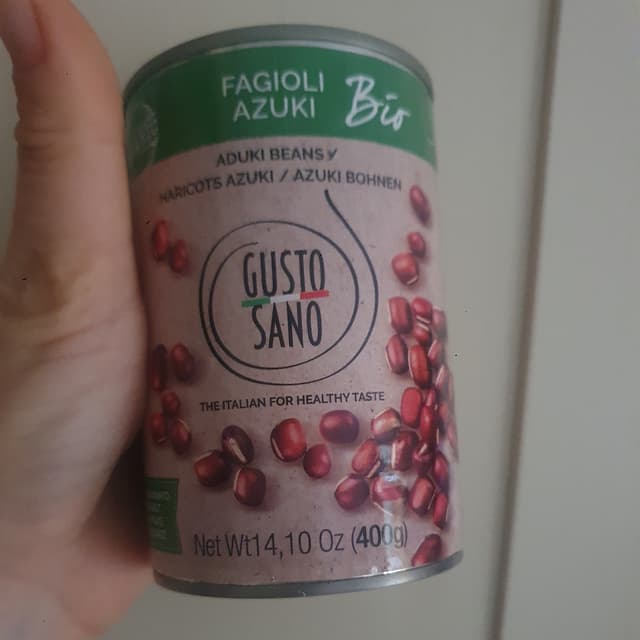 FAGIOLI
AZUKI
Bio
ADUKI BEANS /
HARICOTS AZUKI / AZUKI BOHNEN
GUSTO
SANO
THE ITALIAN FOR HEALTHY TASTE
Net Wt14,10 Oz (400g)